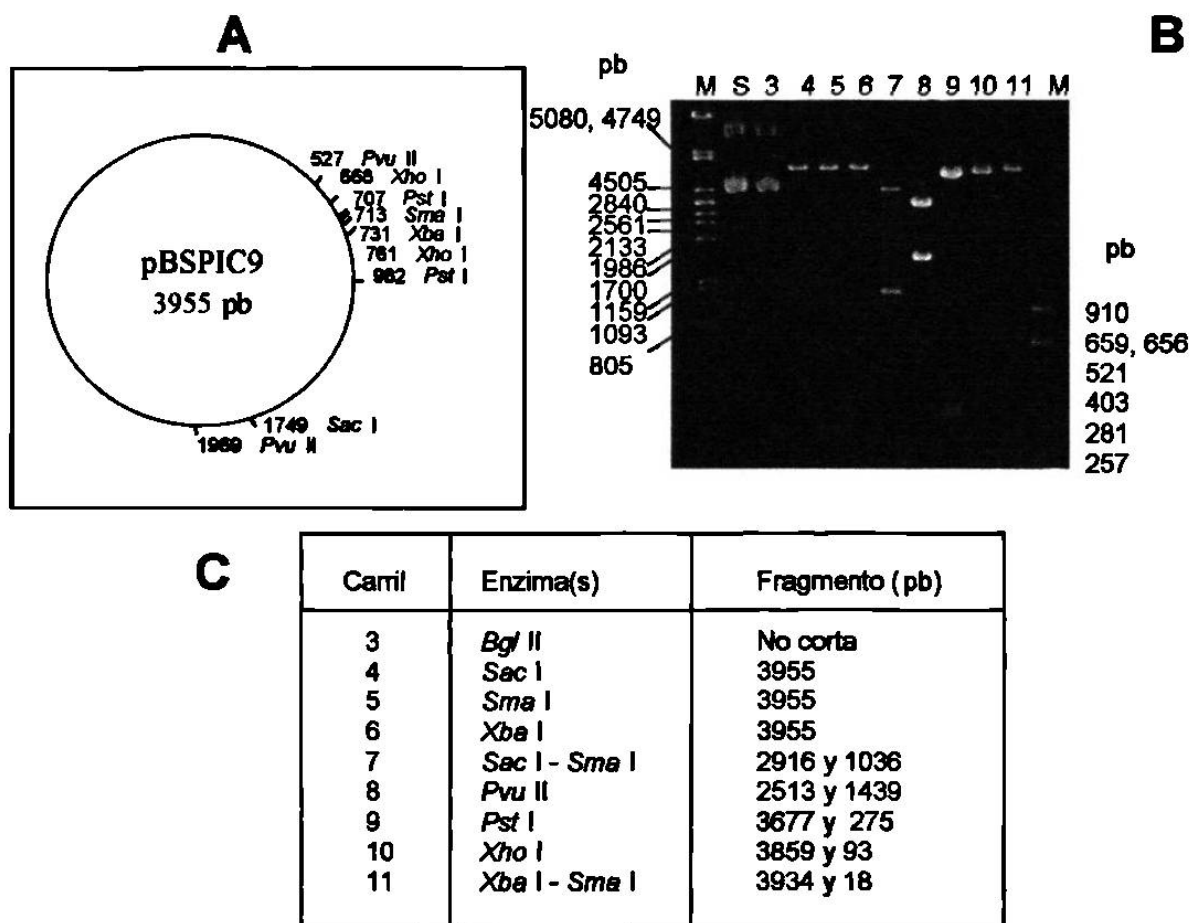 A
B
527 Pvu II
668 Xho I
707 Pst I
713 Sma I
731 Xba I
761 Xho I
982 Pst I
pBSPIC9
3955 pb
1749 Sac I
1969 Pvu II
pb
M S 3 4 5 6 7 8 9 10 11 M
5080, 4749
4505
2840
2561
2133
1986
1700
1159
1093
805
pb
910
659, 656
521
403
281
257
C
Carril Enzima(s) Fragmento ( pb)
3 Bgl II No corta
4 Sac I 3955
5 Sma I 3955
6 Xba I 3955
7 Sac I - Sma I 2916 y 1036
8 Pvu II 2513 y 1439
9 Pst I 3677 y 275
10 Xho I 3859 y 93
11 Xba I - Sma I 3934 y 18